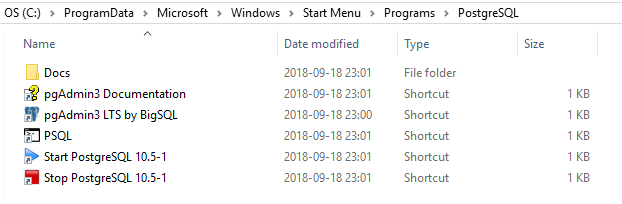 OS (C:) > ProgramData > Microsoft > Windows > Start Menu > Programs > PostgreSQL
Name Date modified Type Size
Docs 2018-09-18 23:01 File folder
pgAdmin3 Documentation 2018-09-18 23:01 Shortcut 1 KB
pgAdmin3 LTS by BigSQL 2018-09-18 23:00 Shortcut 1 KB
PSQL 2018-09-18 23:01 Shortcut 1 KB
Start PostgreSQL 10.5-1 2018-09-18 23:01 Shortcut 1 KB
Stop PostgreSQL 10.5-1 2018-09-18 23:01 Shortcut 1 KB